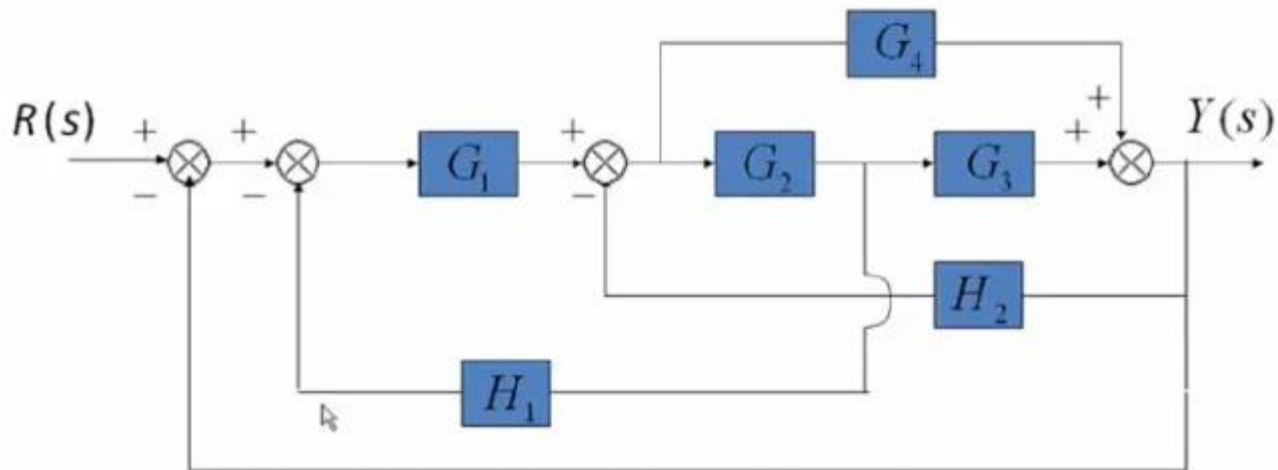 G₄
R(s) + + + + + Y(s)
G₁ G₂ G₃
− − −
H₂
H₁